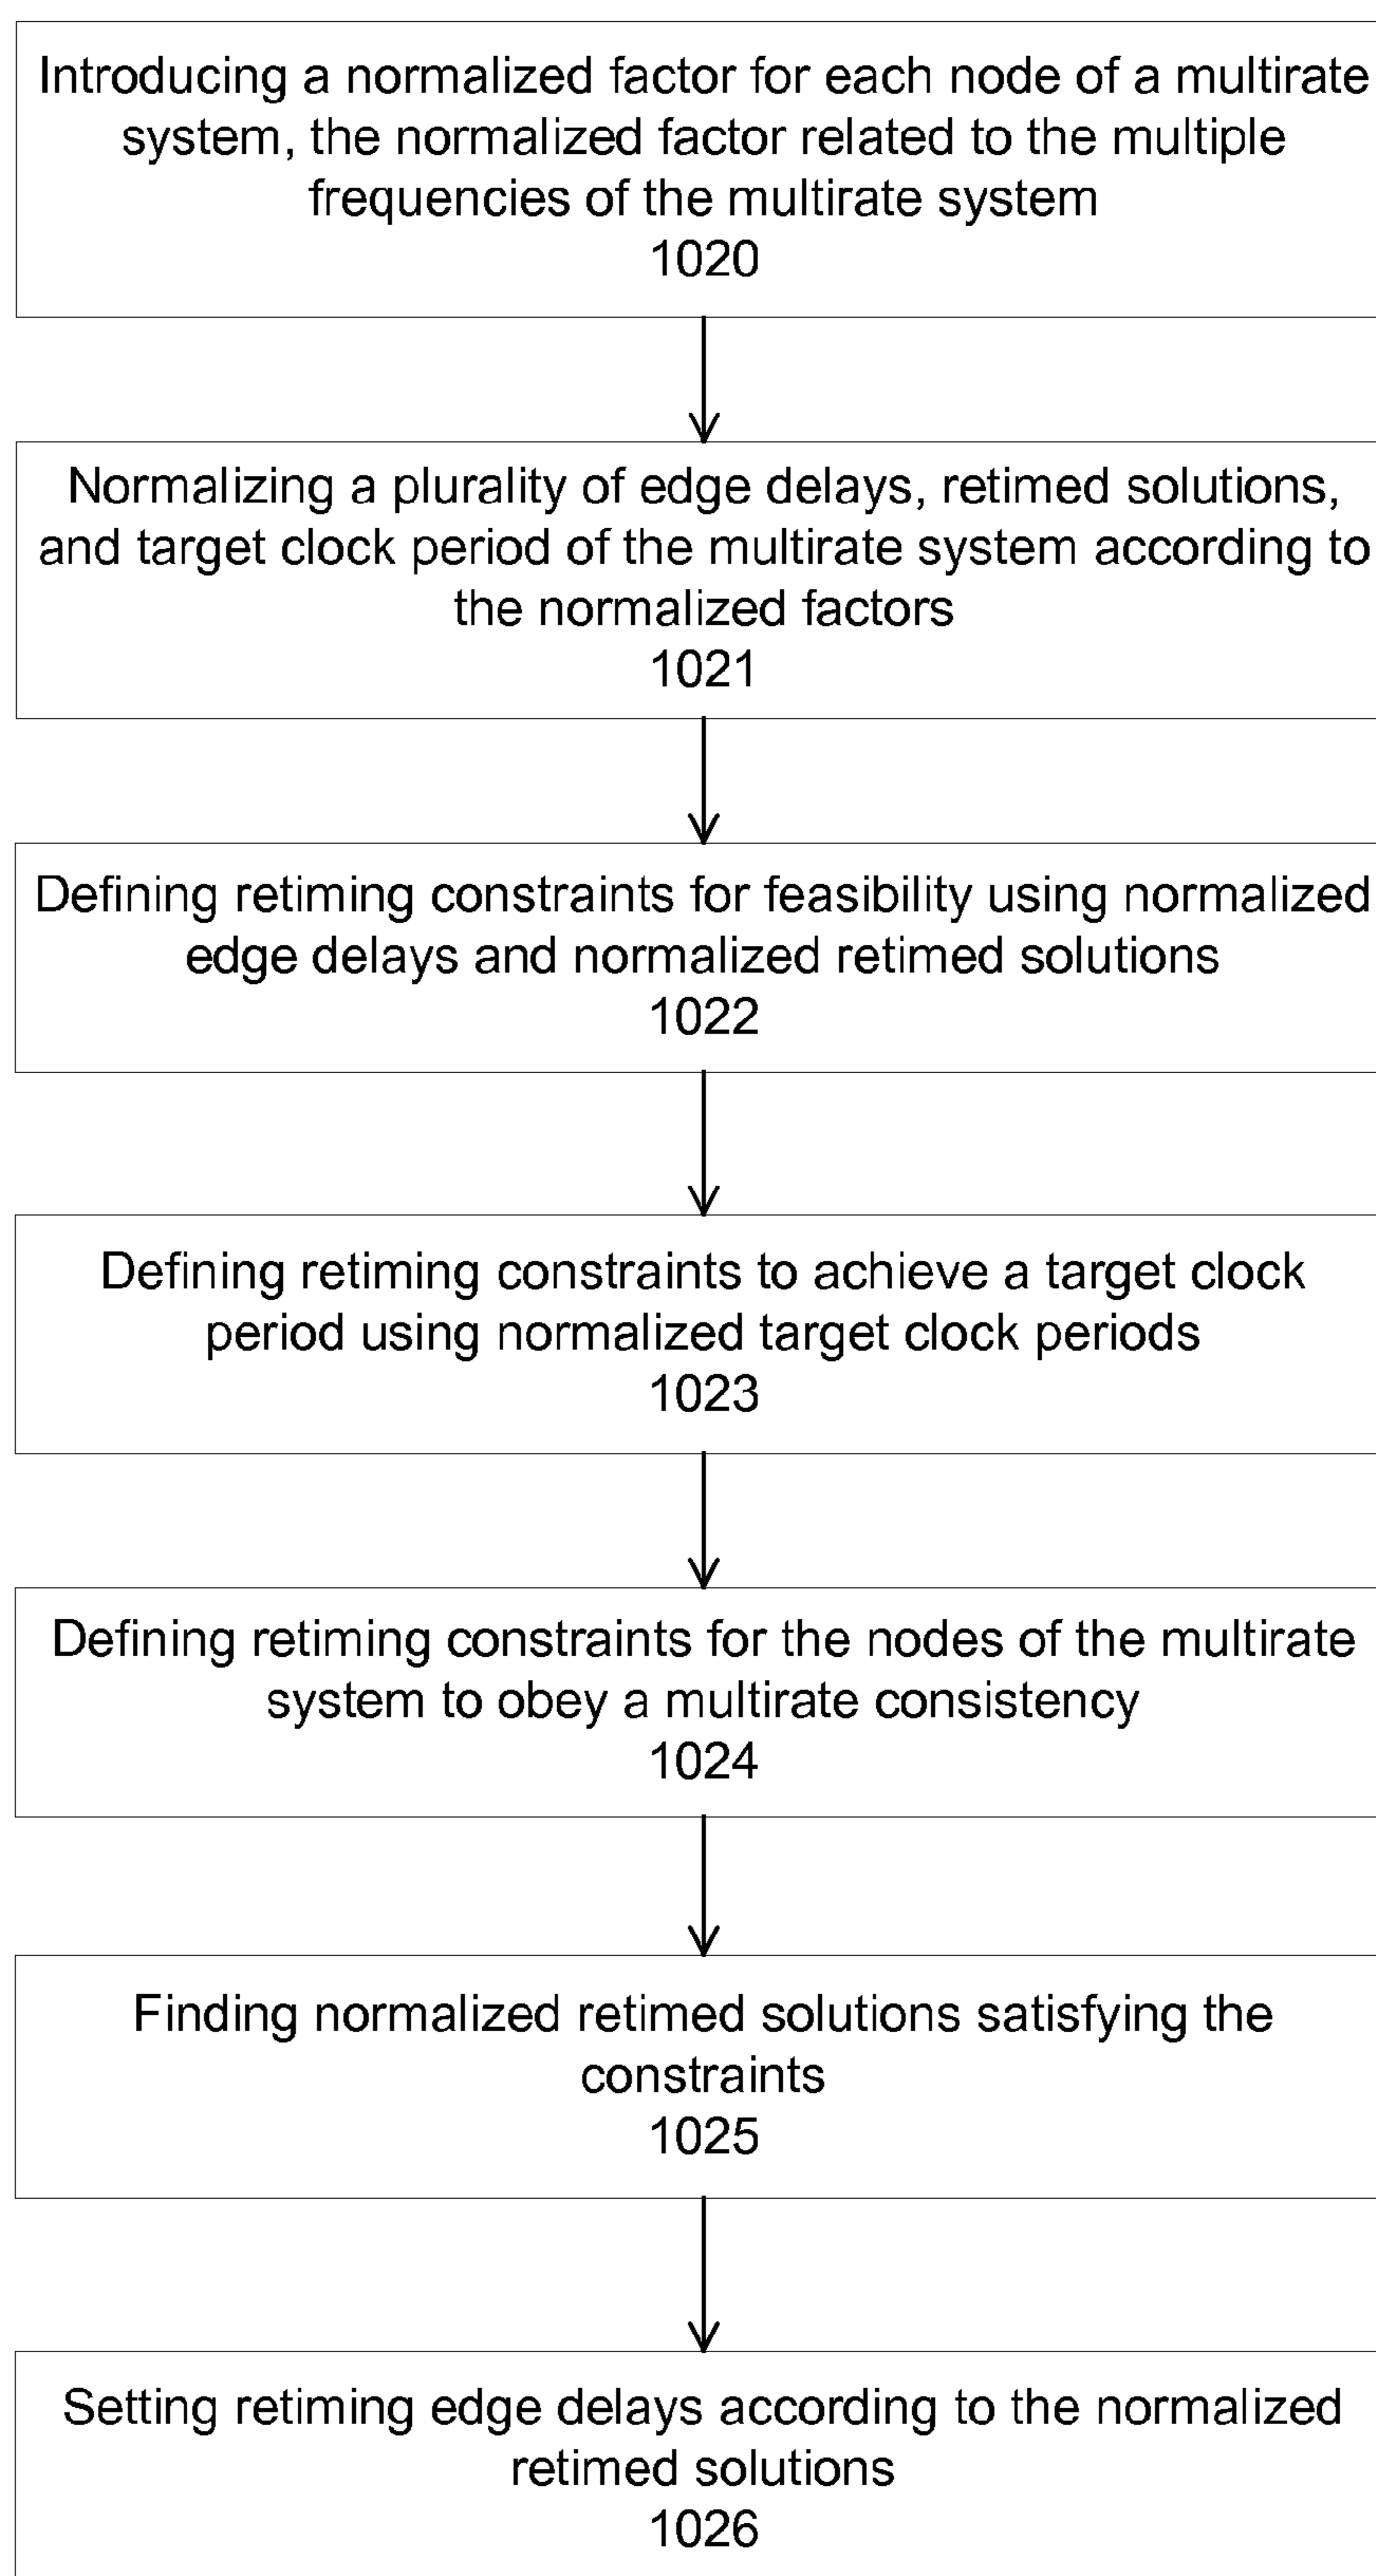 Introducing a normalized factor for each node of a multirate
system, the normalized factor related to the multiple
frequencies of the multirate system
1020
Normalizing a plurality of edge delays, retimed solutions,
and target clock period of the multirate system according to
the normalized factors
1021
Defining retiming constraints for feasibility using normalized
edge delays and normalized retimed solutions
1022
Defining retiming constraints to achieve a target clock
period using normalized target clock periods
1023
Defining retiming constraints for the nodes of the multirate
system to obey a multirate consistency
1024
Finding normalized retimed solutions satisfying the
constraints
1025
Setting retiming edge delays according to the normalized
retimed solutions
1026